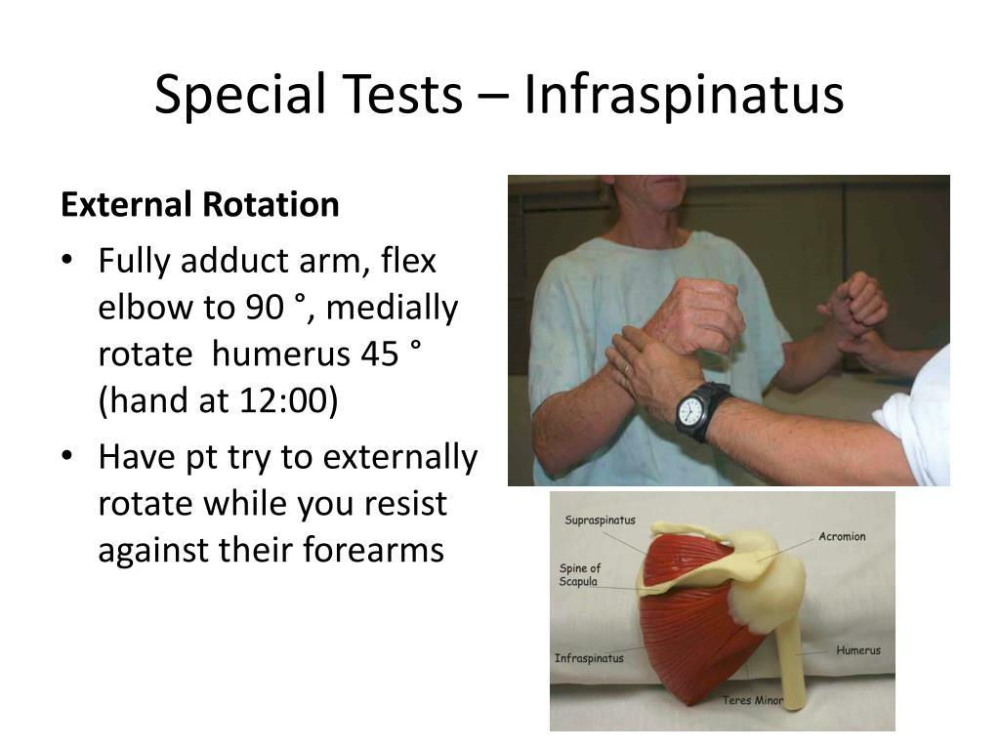 Special Tests – Infraspinatus
External Rotation
• Fully adduct arm, flex
elbow to 90 °, medially
rotate  humerus 45 °
(hand at 12:00)
• Have pt try to externally
rotate while you resist
against their forearms
Supraspinatus
Acromion
Spine of
Scapula
Humerus
Infraspinatus
Teres Minor